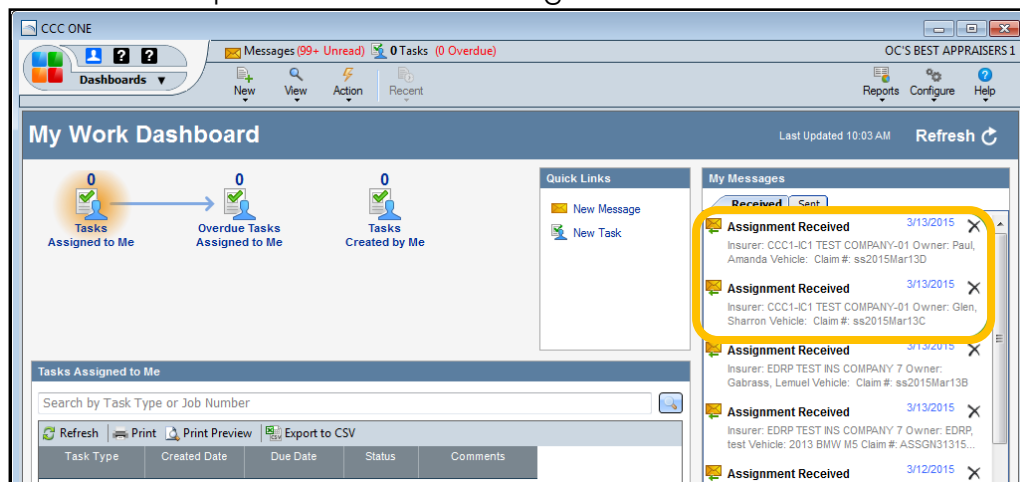 CCC ONE
Messages (99+ Unread) 0 Tasks (0 Overdue)
OC'S BEST APPRAISERS 1
Dashboards
New View Action Recent
Reports Configure Help
My Work Dashboard
Last Updated 10:03 AM
Refresh
0
Tasks
Assigned to Me
0
Overdue Tasks
Assigned to Me
0
Tasks
Created by Me
Quick Links
New Message
New Task
My Messages
Received Sent
Assignment Received 3/13/2015
Insurer: CCC1-IC1 TEST COMPANY-01 Owner: Paul,
Amanda Vehicle: Claim #: ss2015Mar13D
Assignment Received 3/13/2015
Insurer: CCC1-IC1 TEST COMPANY-01 Owner: Glen,
Sharron Vehicle: Claim #: ss2015Mar13C
Assignment Received 3/13/2015
Insurer: EDRP TEST INS COMPANY 7 Owner:
Gabrass, Lemuel Vehicle: Claim #: ss2015Mar13B
Assignment Received 3/13/2015
Insurer: EDRP TEST INS COMPANY 7 Owner: EDRP,
test Vehicle: 2013 BMW M5 Claim #: ASSGN31315...
Assignment Received 3/12/2015
Tasks Assigned to Me
Search by Task Type or Job Number
Refresh Print Print Preview Export to CSV
Task Type Created Date Due Date Status Comments